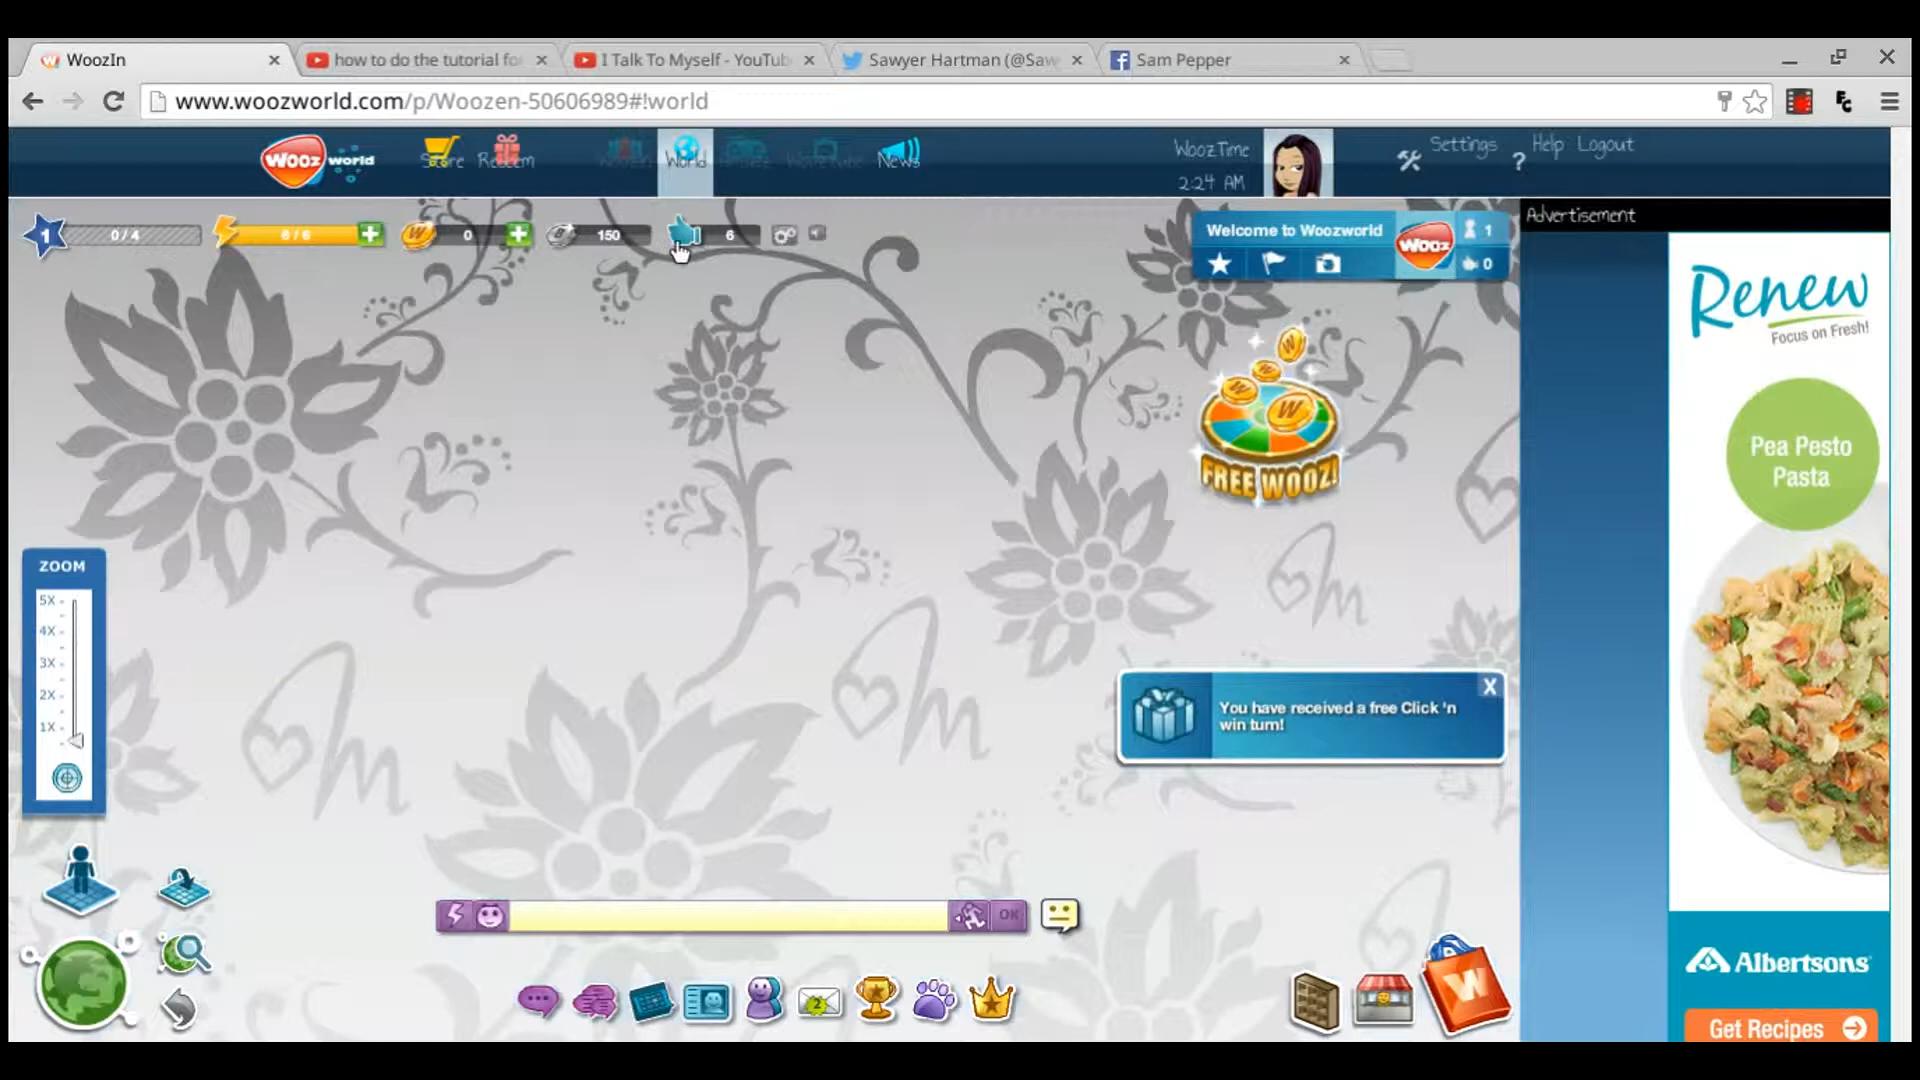 WoozIn
how to do the tutorial fo
I Talk To Myself - YouTub
Sawyer Hartman (@Saw
Sam Pepper
www.woozworld.com/p/Woozen-50606989#!world
Wooz world
Store
Redeem
World
News
WoozTime
2:24 AM
Settings
? Help
Logout
1
0 / 4
6 / 6
0
150
6
Welcome to Woozworld
Wooz
1
0
Advertisement
Renew
Focus on Fresh!
Pea Pesto
Pasta
FREE WOOZ!
ZOOM
5X
4X
3X
2X
1X
You have received a free Click 'n
win turn!
X
OK
2
W
Albertsons
Get Recipes